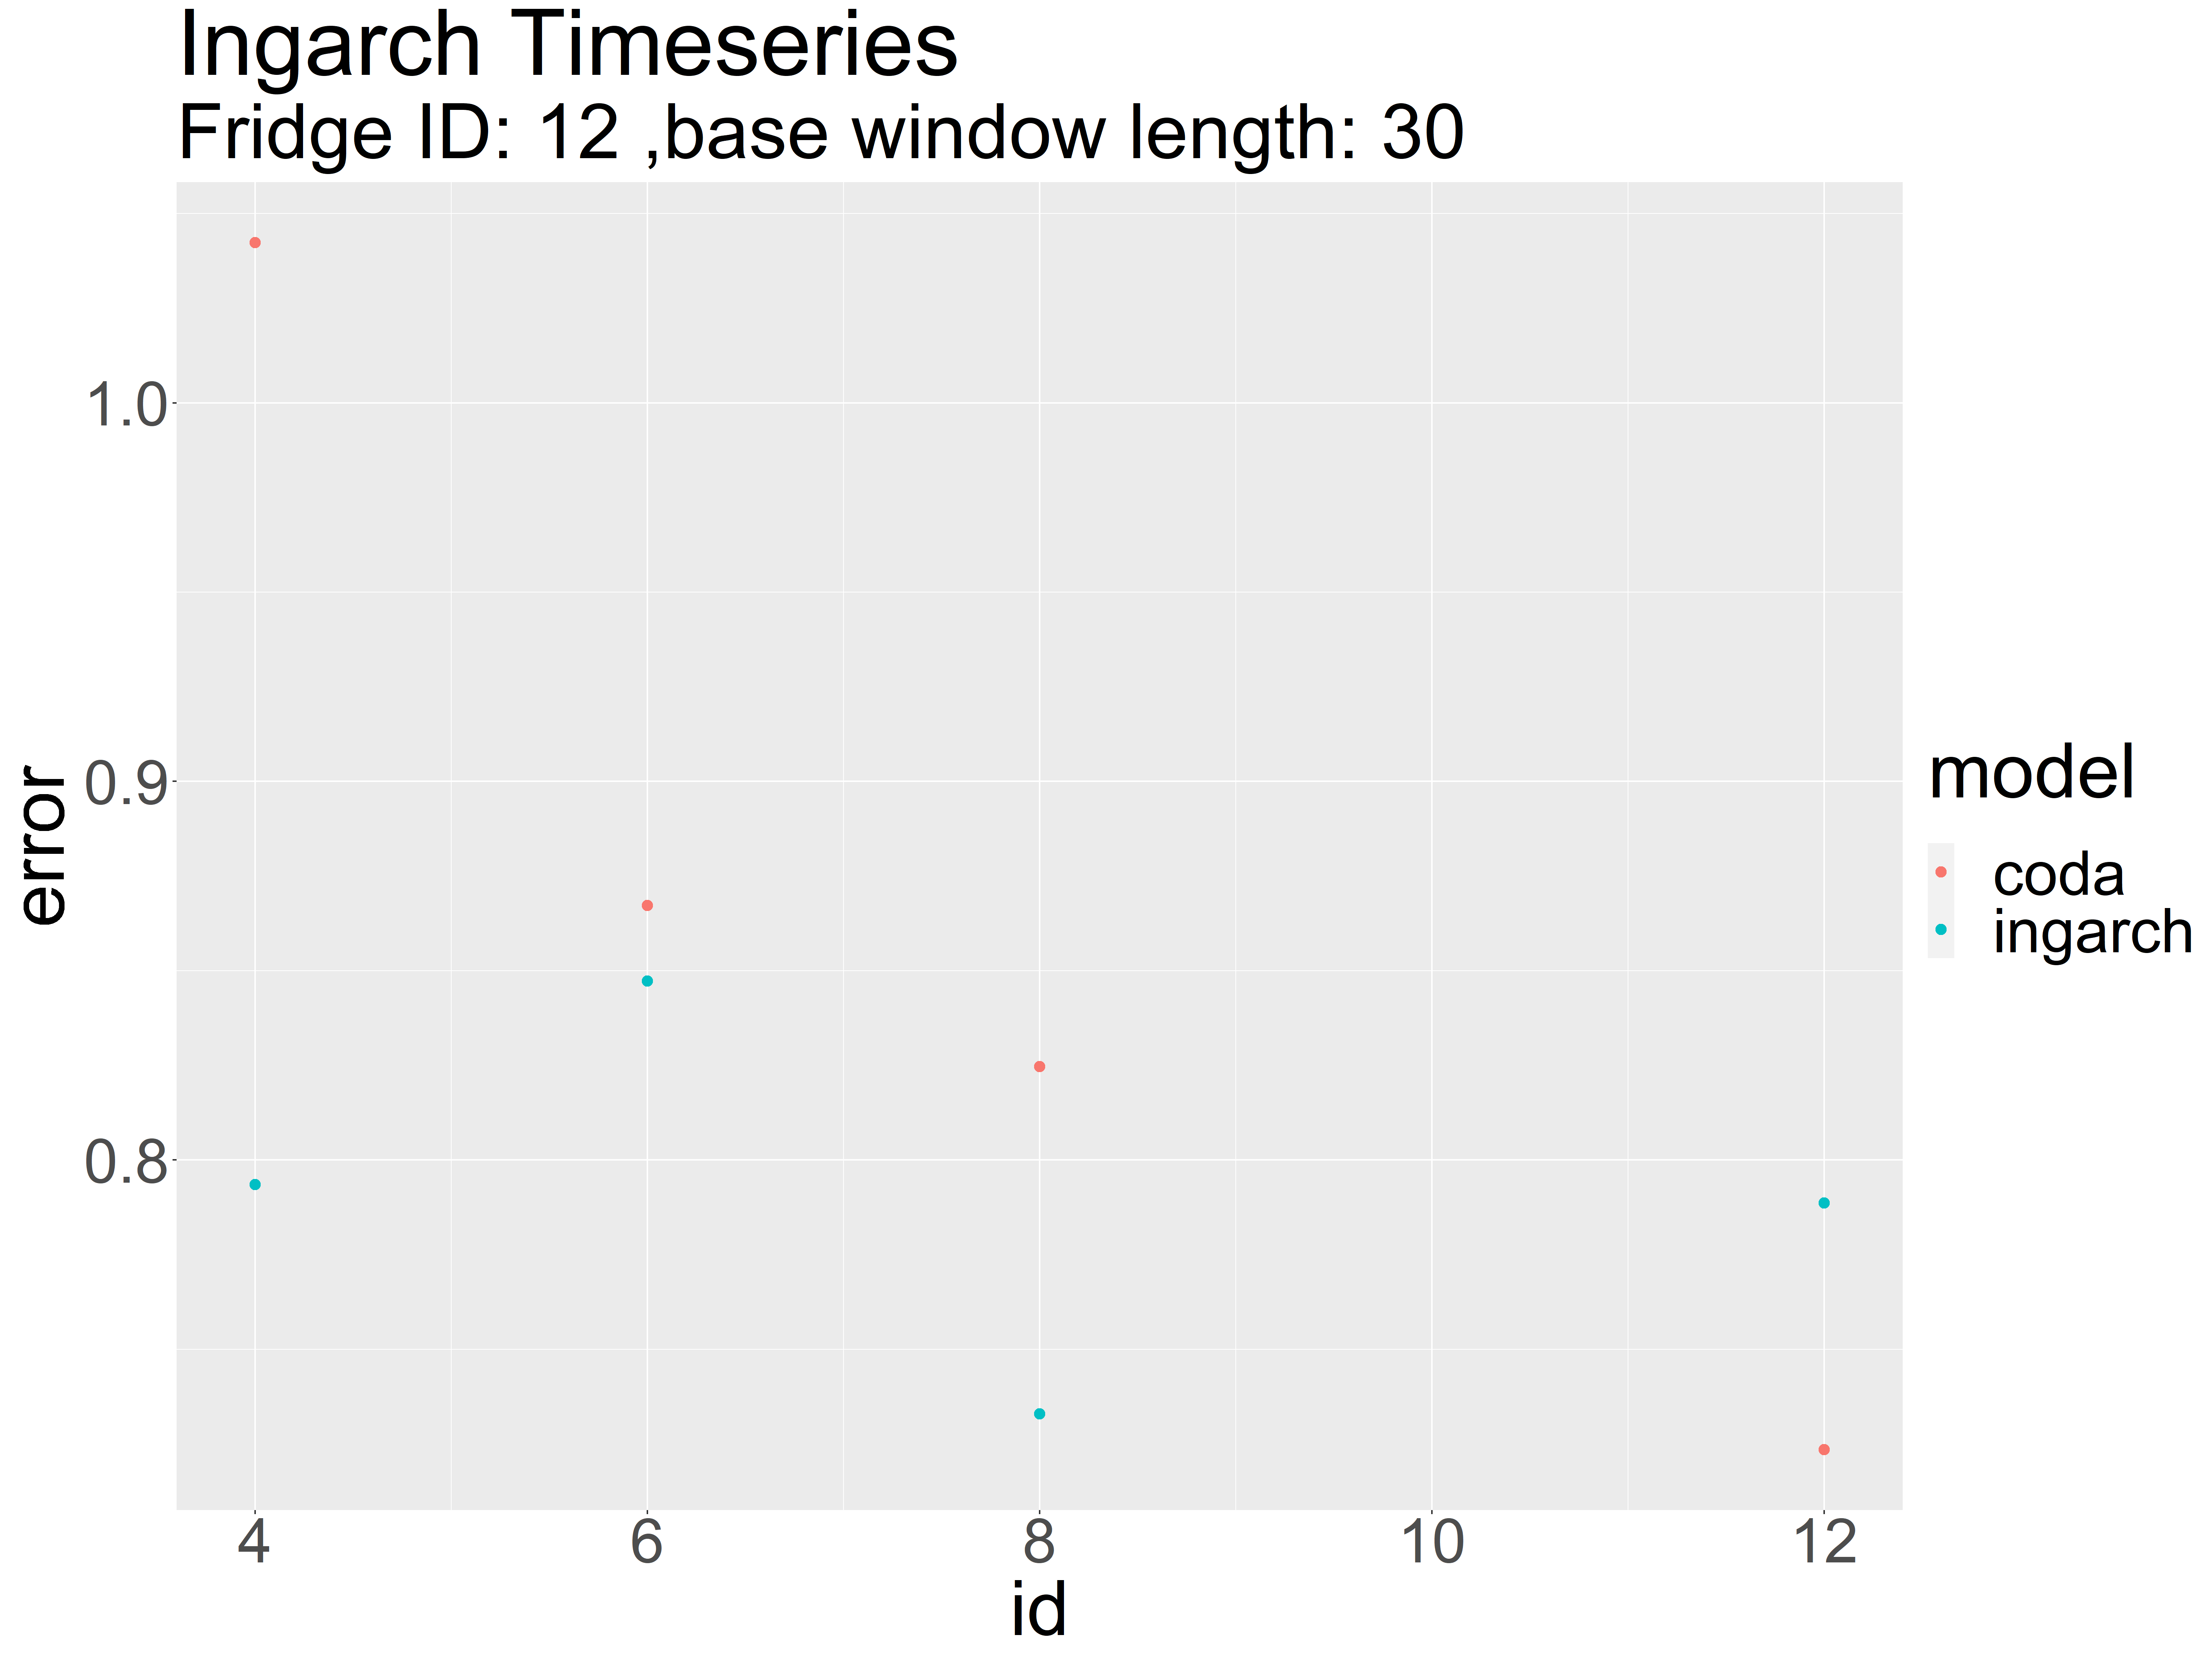 Ingarch Timeseries
Fridge ID: 12 ,base window length: 30
1.0
0.9
0.8
error
4 6 8 10 12
id
model
coda
ingarch